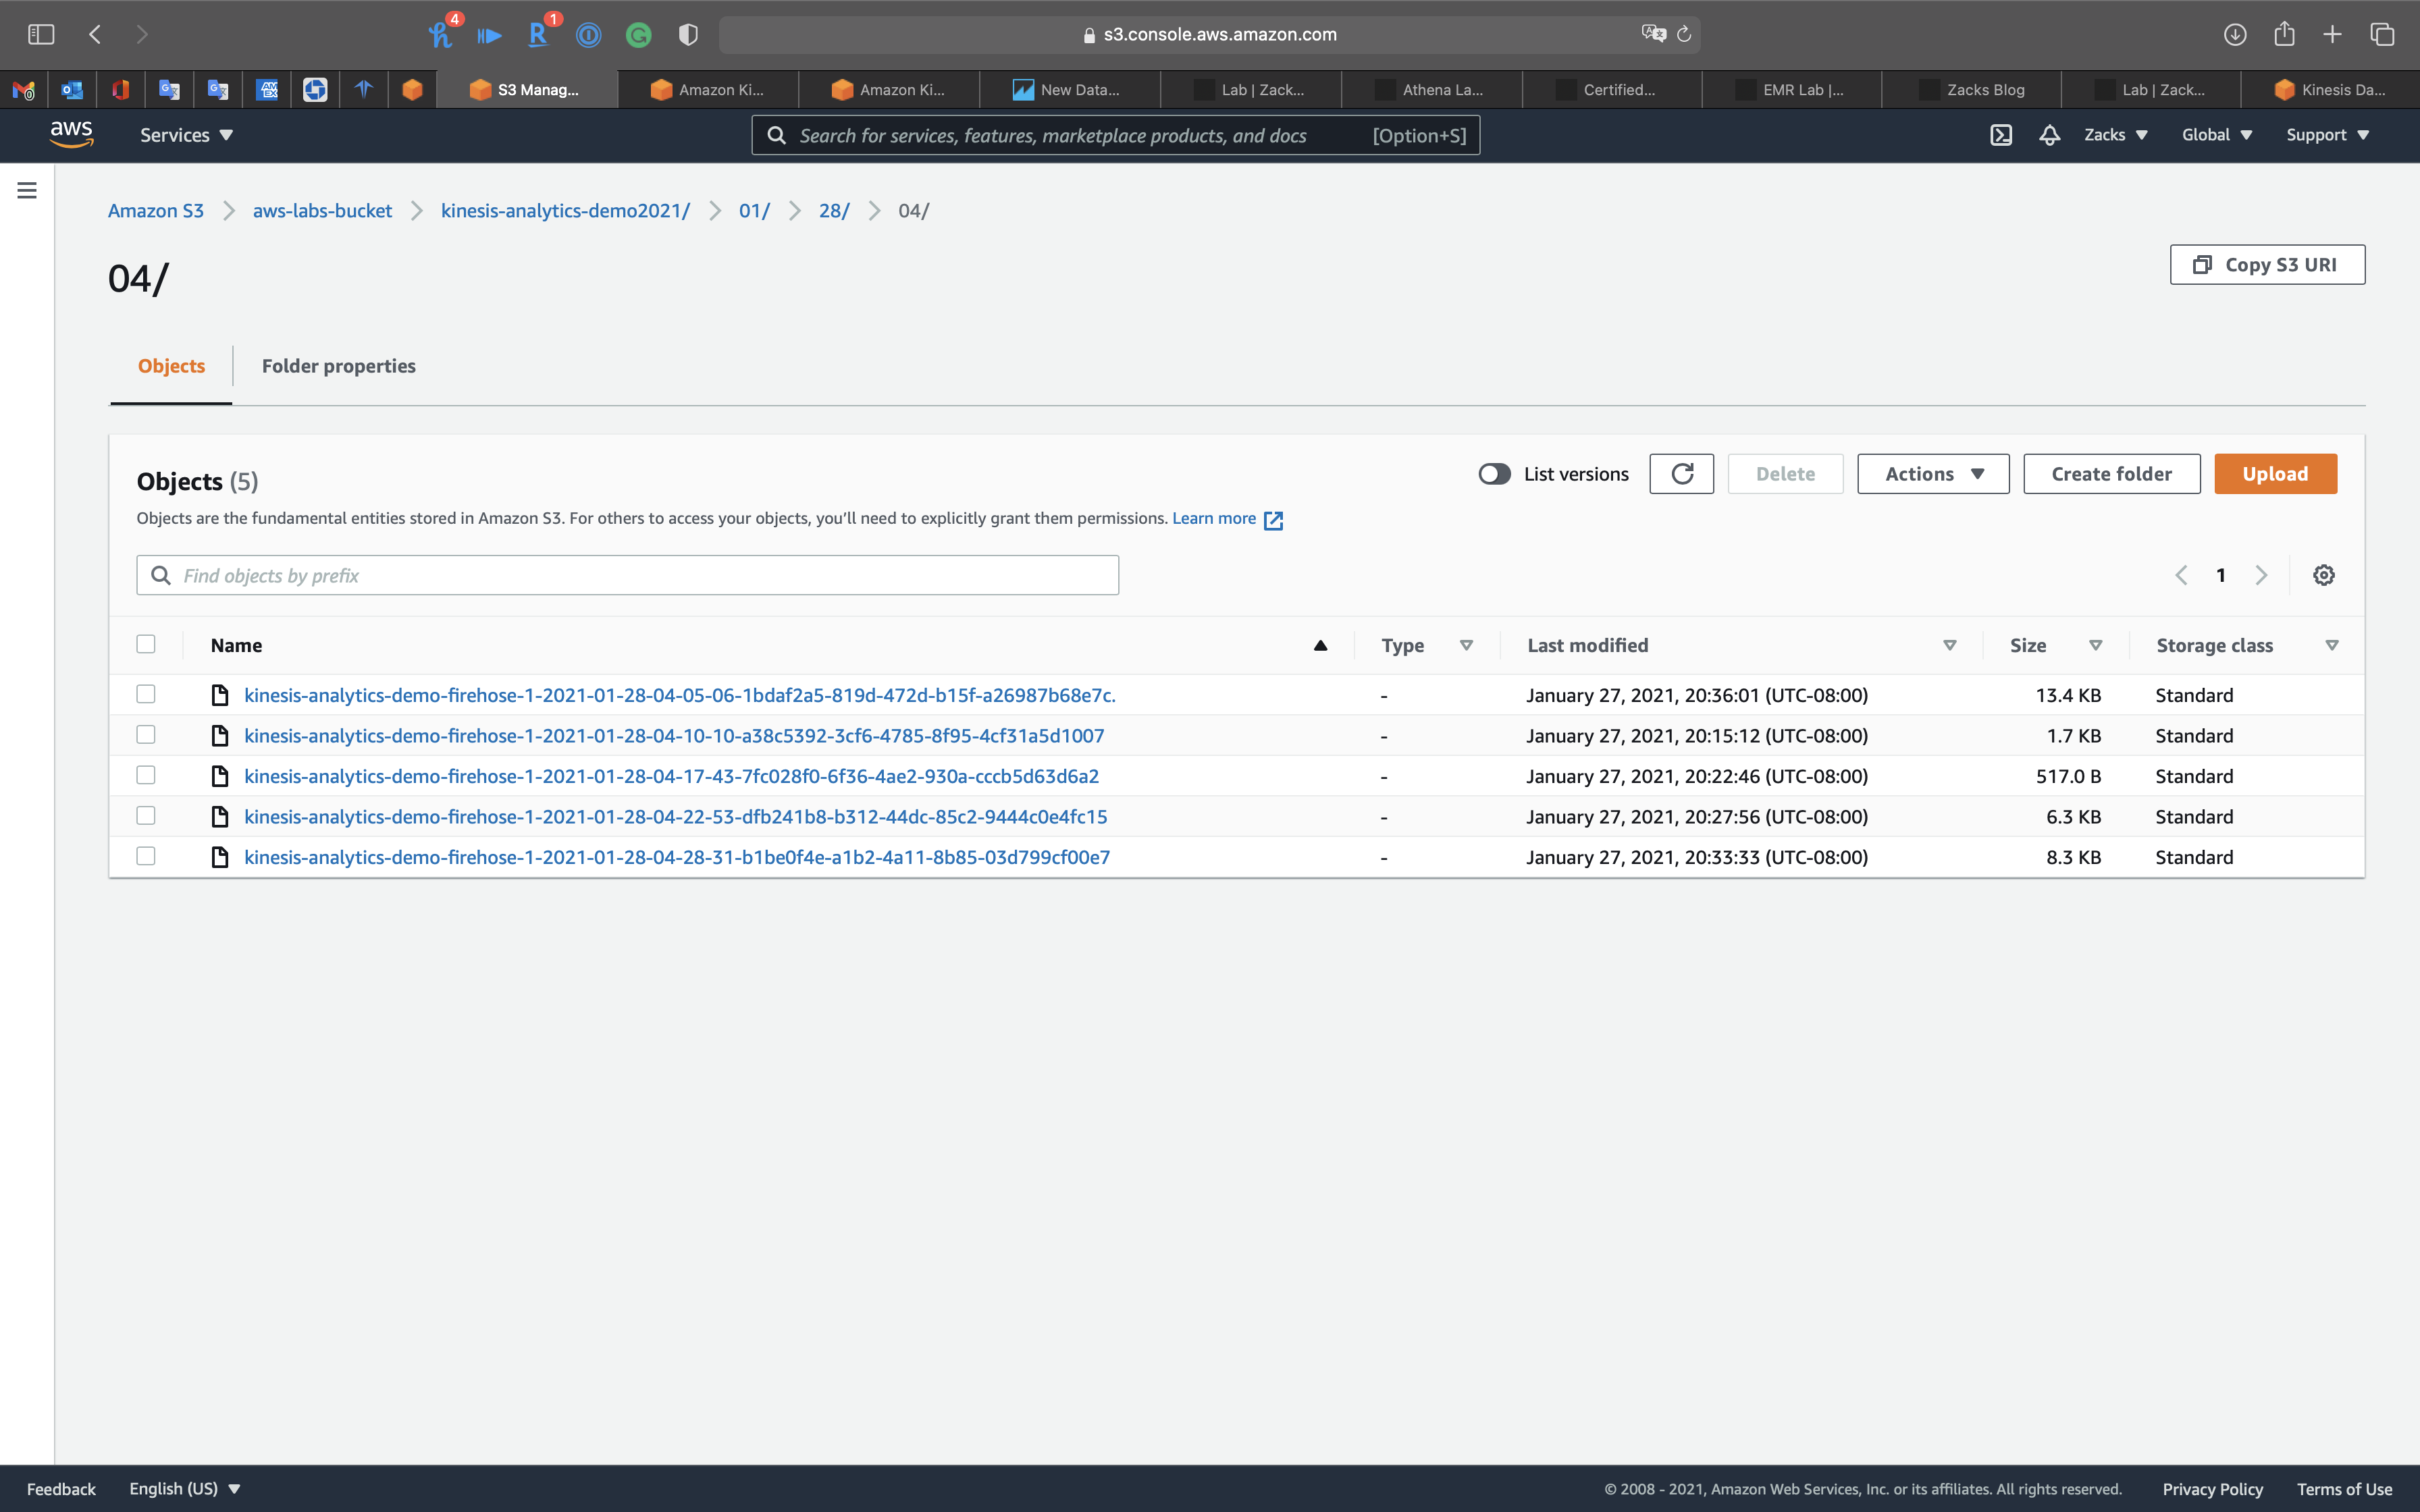 4
1
s3.console.aws.amazon.com
S3 Manag...
Amazon Ki...
Amazon Ki...
New Data...
Lab | Zack...
Athena La...
Certified...
EMR Lab |...
Zacks Blog
Lab | Zack...
Kinesis Da...
aws
Services
Search for services, features, marketplace products, and docs [Option+S]
Zacks
Global
Support
Amazon S3 > aws-labs-bucket > kinesis-analytics-demo2021/ > 01/ > 28/ > 04/
04/
Copy S3 URI
Objects
Folder properties
Objects (5)
List versions
Delete
Actions
Create folder
Upload
Objects are the fundamental entities stored in Amazon S3. For others to access your objects, you’ll need to explicitly grant them permissions. Learn more
Find objects by prefix
1
Name Type Last modified Size Storage class
kinesis-analytics-demo-firehose-1-2021-01-28-04-05-06-1bdaf2a5-819d-472d-b15f-a26987b68e7c. - January 27, 2021, 20:36:01 (UTC-08:00) 13.4 KB Standard
kinesis-analytics-demo-firehose-1-2021-01-28-04-10-10-a38c5392-3cf6-4785-8f95-4cf31a5d1007 - January 27, 2021, 20:15:12 (UTC-08:00) 1.7 KB Standard
kinesis-analytics-demo-firehose-1-2021-01-28-04-17-43-7fc028f0-6f36-4ae2-930a-cccb5d63d6a2 - January 27, 2021, 20:22:46 (UTC-08:00) 517.0 B Standard
kinesis-analytics-demo-firehose-1-2021-01-28-04-22-53-dfb241b8-b312-44dc-85c2-9444c0e4fc15 - January 27, 2021, 20:27:56 (UTC-08:00) 6.3 KB Standard
kinesis-analytics-demo-firehose-1-2021-01-28-04-28-31-b1be0f4e-a1b2-4a11-8b85-03d799cf00e7 - January 27, 2021, 20:33:33 (UTC-08:00) 8.3 KB Standard
Feedback
English (US)
© 2008 - 2021, Amazon Web Services, Inc. or its affiliates. All rights reserved.
Privacy Policy
Terms of Use